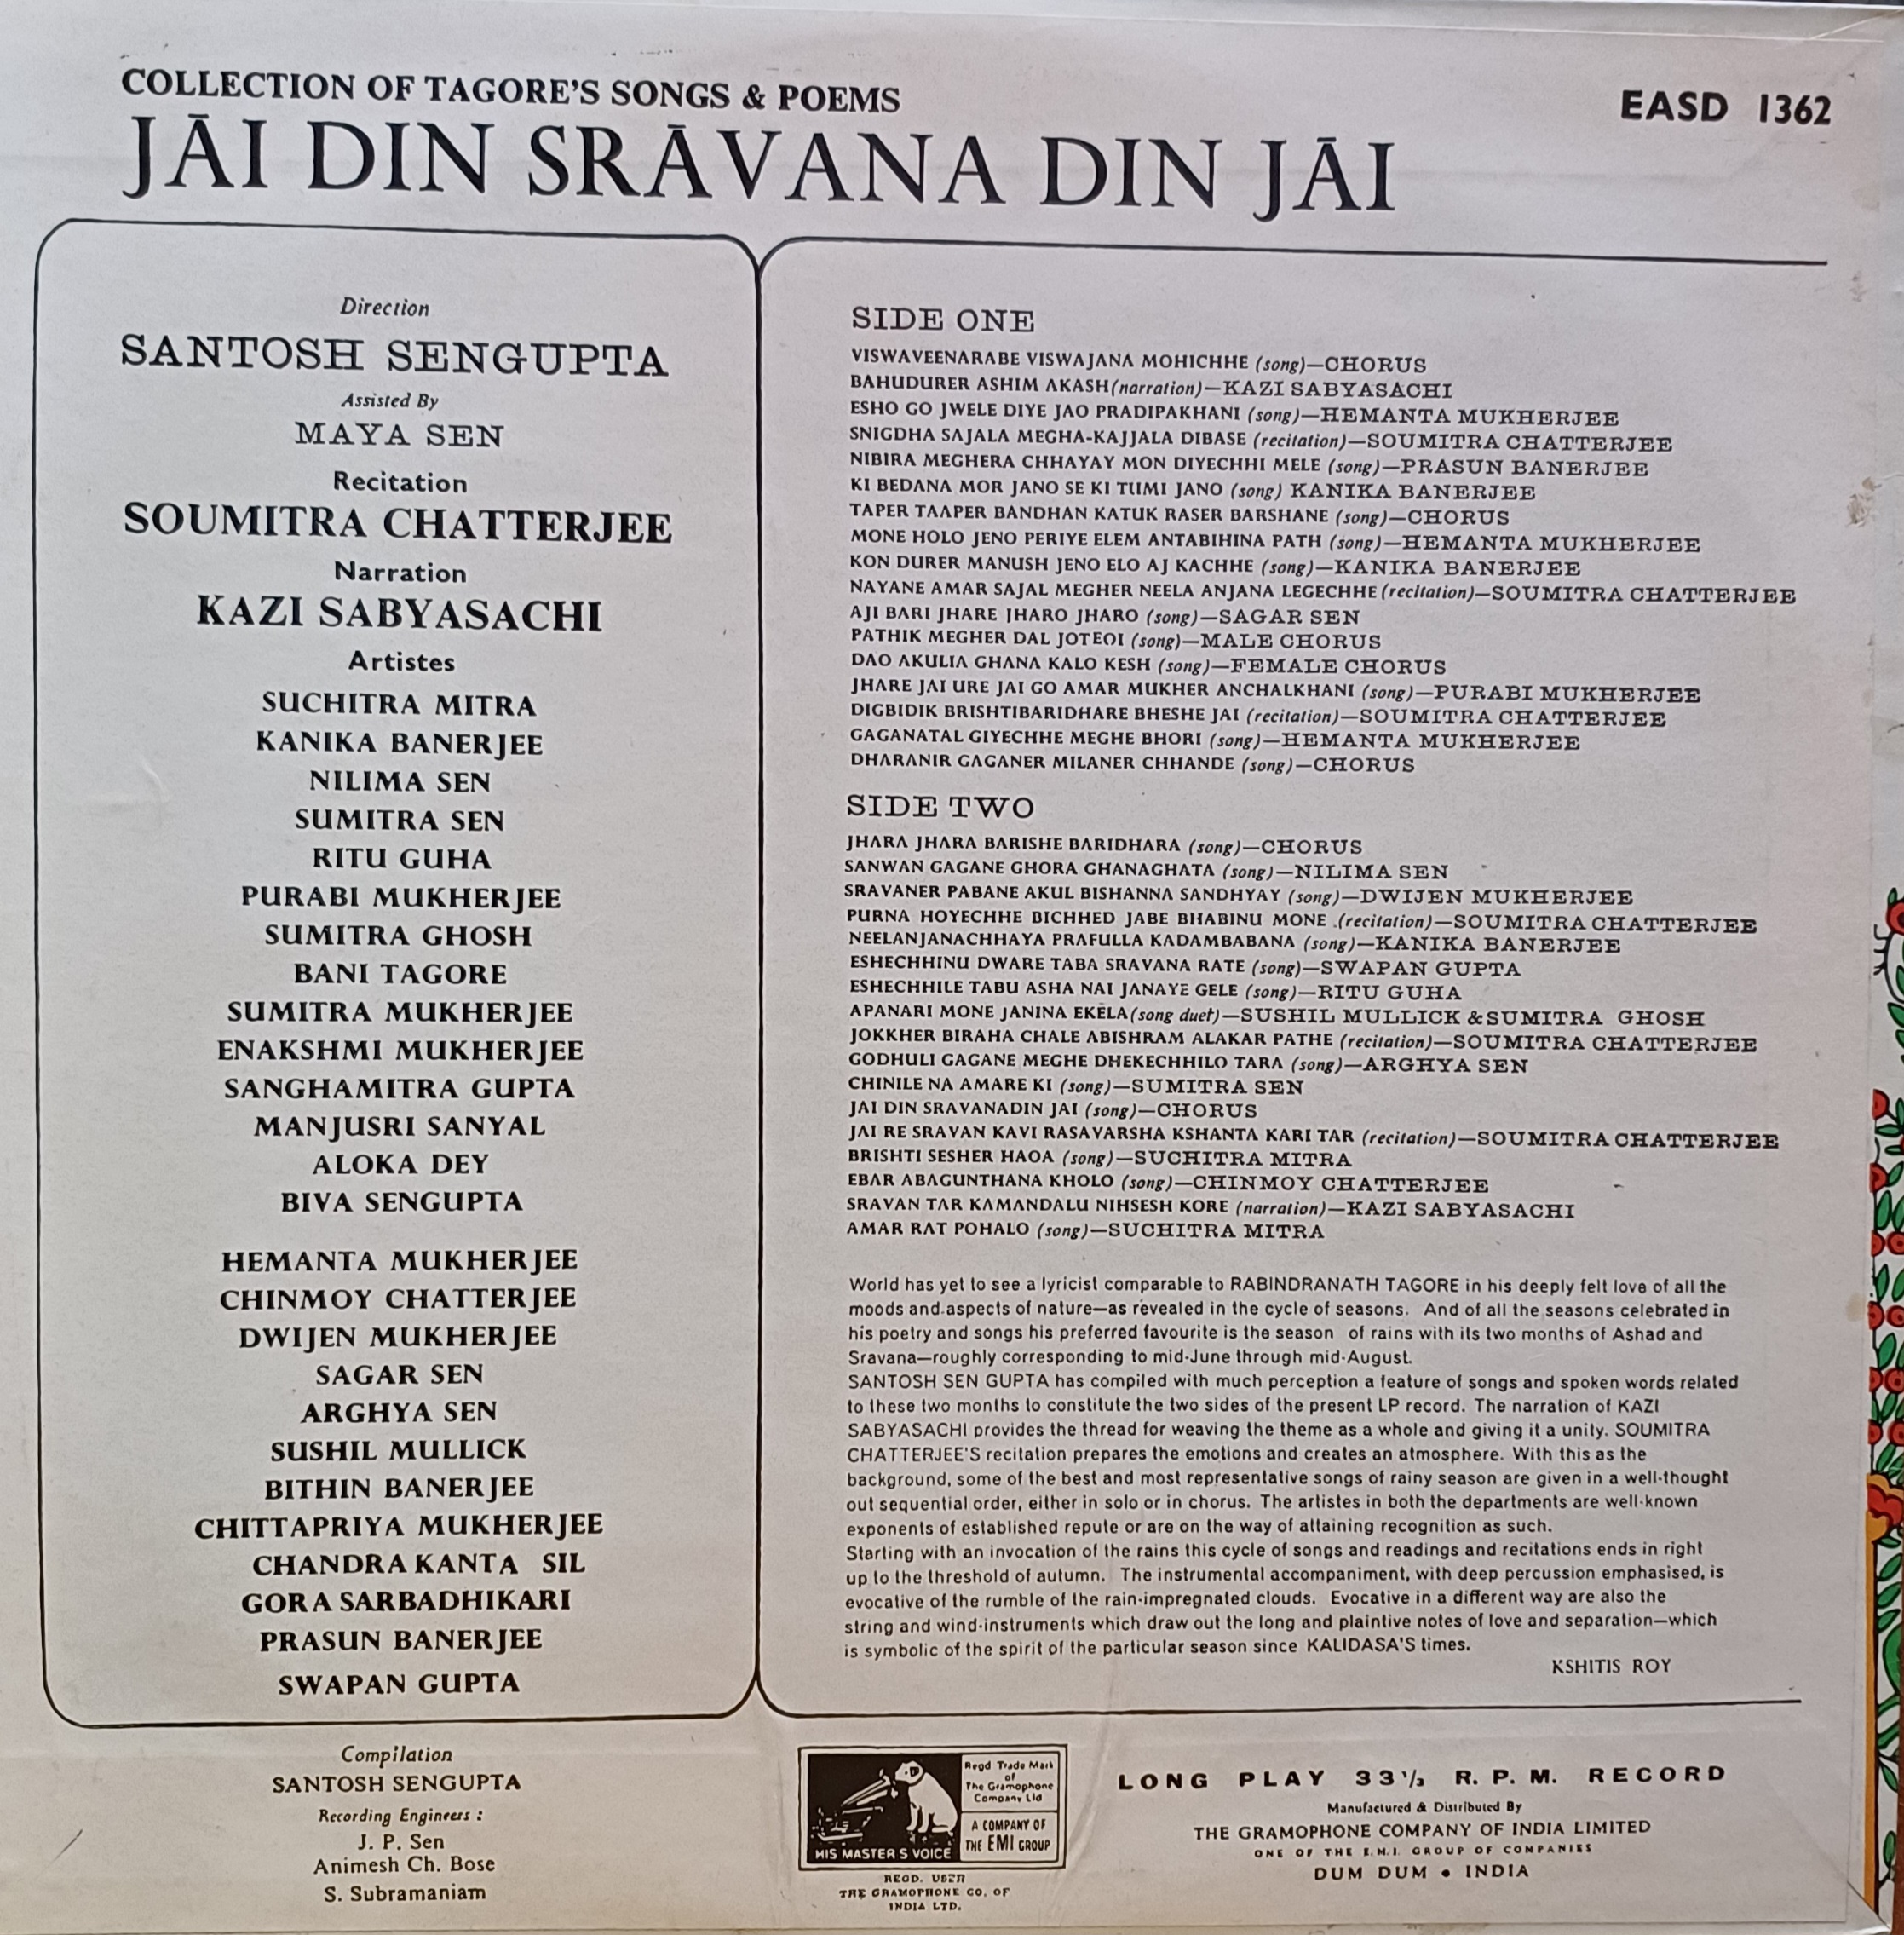 COLLECTION OF TAGORE'S SONGS & POEMS
EASD 1362
JĀI DIN SRĀVANA DIN JĀI
Direction
SANTOSH SENGUPTA
Assisted By
MAYA SEN
Recitation
SOUMITRA CHATTERJEE
Narration
KAZI SABYASACHI
Artistes
SUCHITRA MITRA
KANIKA BANERJEE
NILIMA SEN
SUMITRA SEN
RITU GUHA
PURABI MUKHERJEE
SUMITRA GHOSH
BANI TAGORE
SUMITRA MUKHERJEE
ENAKSHMI MUKHERJEE
SANGHAMITRA GUPTA
MANJUSRI SANYAL
ALOKA DEY
BIVA SENGUPTA
HEMANTA MUKHERJEE
CHINMOY CHATTERJEE
DWIJEN MUKHERJEE
SAGAR SEN
ARGHYA SEN
SUSHIL MULLICK
BITHIN BANERJEE
CHITTAPRIYA MUKHERJEE
CHANDRA KANTA SIL
GORA SARBADHIKARI
PRASUN BANERJEE
SWAPAN GUPTA
SIDE ONE
VISWAVEENARABE VISWAJANA MOHICHHE (song)—CHORUS
BAHUDURER ASHIM AKASH (narration)—KAZI SABYASACHI
ESHO GO JWELE DIYE JAO PRADIPAKHANI (song)—HEMANTA MUKHERJEE
SNIGDHA SAJALA MEGHA-KAJJALA DIBASE (recitation)—SOUMITRA CHATTERJEE
NIBIRA MEGHERA CHHAYAY MON DIYECHHI MELE (song)—PRASUN BANERJEE
KI BEDANA MOR JANO SE KI TUMI JANO (song) KANIKA BANERJEE
TAPER TAAPER BANDHAN KATUK RASER BARSHANE (song)—CHORUS
MONE HOLO JENO PERIYE ELEM ANTABIHINA PATH (song)—HEMANTA MUKHERJEE
KON DURER MANUSH JENO ELO AJ KACHHE (song)—KANIKA BANERJEE
NAYANE AMAR SAJAL MEGHER NEELA ANJANA LEGECHHE (recitation)—SOUMITRA CHATTERJEE
AJI BARI JHARE JHARO JHARO (song)—SAGAR SEN
PATHIK MEGHER DAL JOTEOI (song)—MALE CHORUS
DAO AKULIA GHANA KALO KESH (song)—FEMALE CHORUS
JHARE JAI URE JAI GO AMAR MUKHER ANCHALKHANI (song)—PURABI MUKHERJEE
DIGBIDIK BRISHTIBARIDHARE BHESHE JAI (recitation)—SOUMITRA CHATTERJEE
GAGANATAL GIYECHHE MEGHE BHORI (song)—HEMANTA MUKHERJEE
DHARANIR GAGANER MILANER CHHANDE (song)—CHORUS
SIDE TWO
JHARA JHARA BARISHE BARIDHARA (song)—CHORUS
SANWAN GAGANE GHORA GHANAGHATA (song)—NILIMA SEN
SRAVANER PABANE AKUL BISHANNA SANDHYAY (song)—DWIJEN MUKHERJEE
PURNA HOYECHHE BICHHED JABE BHABINU MONE (recitation)—SOUMITRA CHATTERJEE
NEELANJANACHHAYA PRAFULLA KADAMBABANA (song)—KANIKA BANERJEE
ESHECHHINU DWARE TABA SRAVANA RATE (song)—SWAPAN GUPTA
ESHECHHILE TABU ASHA NAI JANAYE GELE (song)—RITU GUHA
APANARI MONE JANINA EKELA (song duet)—SUSHIL MULLICK & SUMITRA GHOSH
JOKKHER BIRAHA CHALE ABISHRAM ALAKAR PATHE (recitation)—SOUMITRA CHATTERJEE
GODHULI GAGANE MEGHE DHEKECHHILO TARA (song)—ARGHYA SEN
CHINILE NA AMARE KI (song)—SUMITRA SEN
JAI DIN SRAVANADIN JAI (song)—CHORUS
JAI RE SRAVAN KAVI RASAVARSHA KSHANTA KARI TAR (recitation)—SOUMITRA CHATTERJEE
BRISHTI SESHER HAOA (song)—SUCHITRA MITRA
EBAR ABAGUNTHANA KHOLO (song)—CHINMOY CHATTERJEE
SRAVAN TAR KAMANDALU NIHSESH KORE (narration)—KAZI SABYASACHI
AMAR RAT POHALO (song)—SUCHITRA MITRA
World has yet to see a lyricist comparable to RABINDRANATH TAGORE in his deeply felt love of all the
moods and aspects of nature—as revealed in the cycle of seasons. And of all the seasons celebrated in
his poetry and songs his preferred favourite is the season of rains with its two months of Ashad and
Sravana—roughly corresponding to mid-June through mid-August.
SANTOSH SEN GUPTA has compiled with much perception a feature of songs and spoken words related
to these two months to constitute the two sides of the present LP record. The narration of KAZI
SABYASACHI provides the thread for weaving the theme as a whole and giving it a unity. SOUMITRA
CHATTERJEE'S recitation prepares the emotions and creates an atmosphere. With this as the
background, some of the best and most representative songs of rainy season are given in a well-thought
out sequential order, either in solo or in chorus. The artistes in both the departments are well-known
exponents of established repute or are on the way of attaining recognition as such.
Starting with an invocation of the rains this cycle of songs and readings and recitations ends in right
up to the threshold of autumn. The instrumental accompaniment, with deep percussion emphasised, is
evocative of the rumble of the rain-impregnated clouds. Evocative in a different way are also the
string and wind-instruments which draw out the long and plaintive notes of love and separation—which
is symbolic of the spirit of the particular season since KALIDASA'S times.
KSHITIS ROY
Compilation
SANTOSH SENGUPTA
Recording Engineers :
J. P. Sen
Animesh Ch. Bose
S. Subramaniam
HIS MASTER S VOICE
Regd Trade Mark
of
The Gramophone
Company Ltd
A COMPANY OF
THE EMI GROUP
REGD. USER
THE GRAMOPHONE CO. OF
INDIA LTD.
LONG PLAY 33 1/3 R. P. M. RECORD
Manufactured & Distributed By
THE GRAMOPHONE COMPANY OF INDIA LIMITED
ONE OF THE E.M.I. GROUP OF COMPANIES
DUM DUM • INDIA